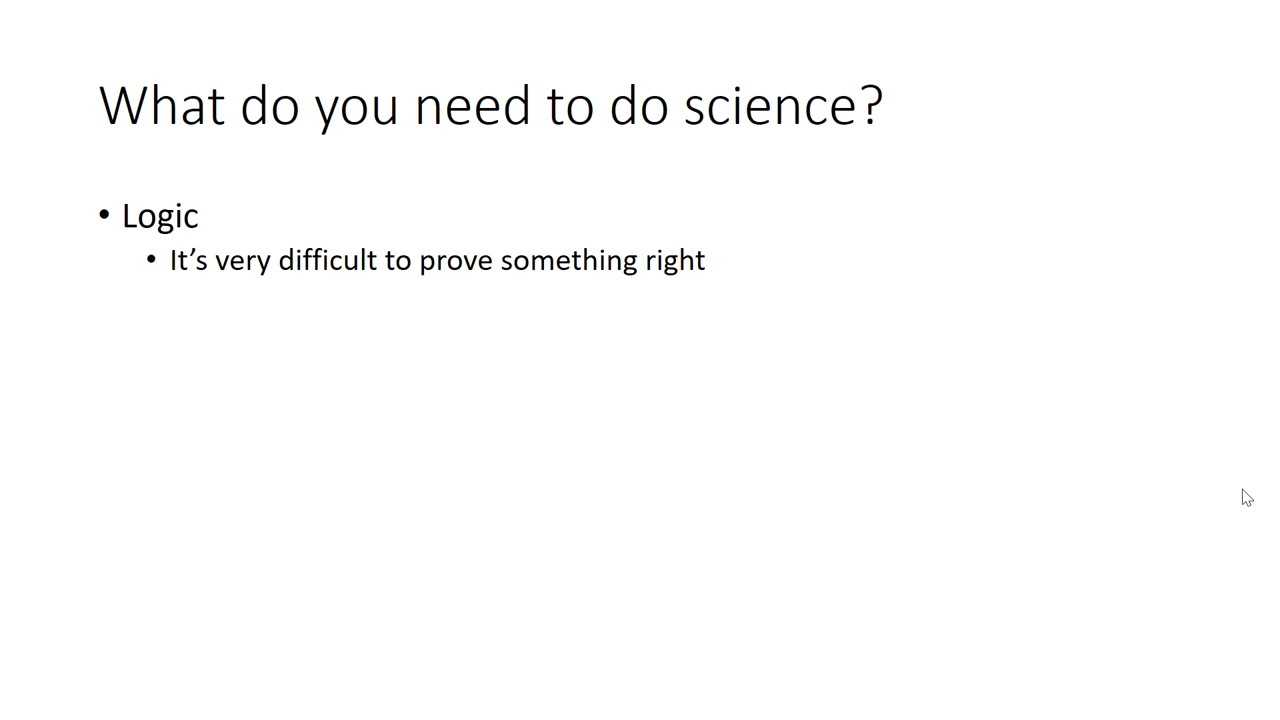 What do you need to do science?
• Logic
• It’s very difficult to prove something right